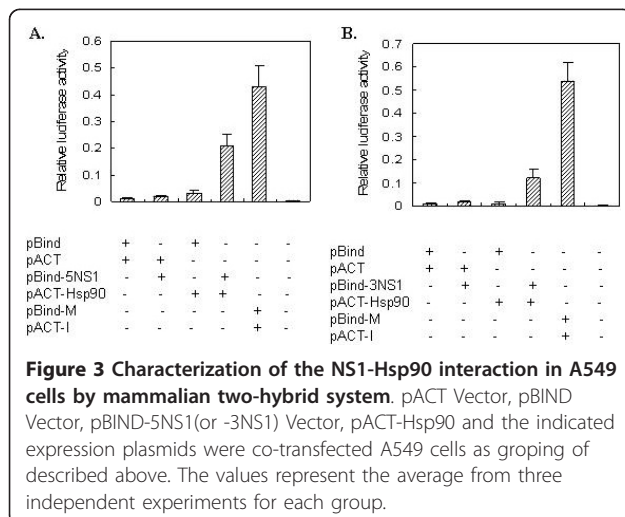 A.
B.
0.6
0.5
0.4
0.3
0.2
0.1
0
Relative luciferase activity
0.7
0.6
0.5
0.4
0.3
0.2
0.1
0
Relative luciferase activity
pBind + - + - - -
pACT + + - - - -
pBind-5NS1 - + - + - -
pACT-Hsp90 - - + + - -
pBind-M - - - - + -
pACT-I - - - - + -
pBind + - + - - -
pACT + + - - - -
pBind-3NS1 - + - + - -
pACT-Hsp90 - - + + - -
pBind-M - - - - + -
pACT-I - - - - + -
Figure 3 Characterization of the NS1-Hsp90 interaction in A549
cells by mammalian two-hybrid system. pACT Vector, pBIND
Vector, pBIND-5NS1(or -3NS1) Vector, pACT-Hsp90 and the indicated
expression plasmids were co-transfected A549 cells as groping of
described above. The values represent the average from three
independent experiments for each group.